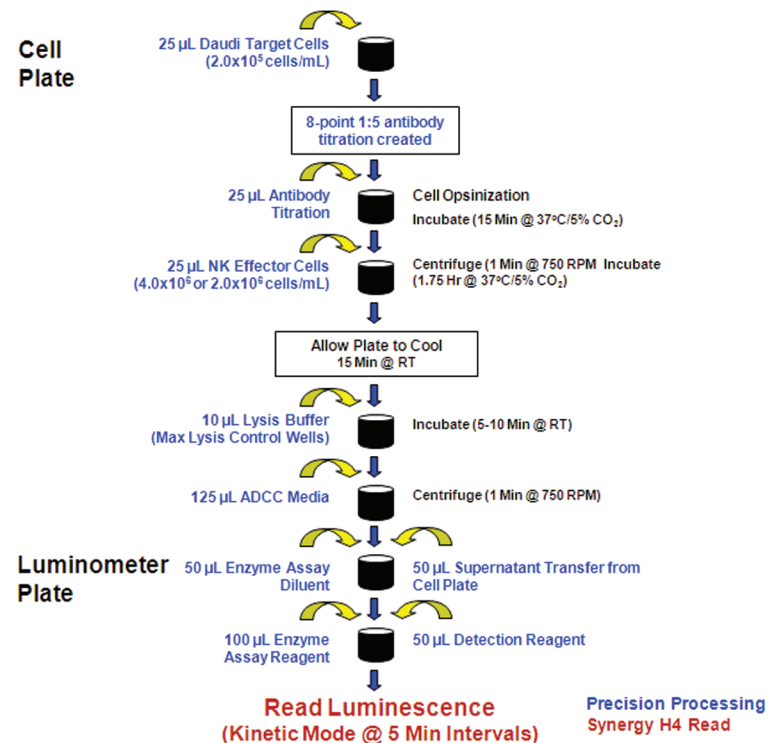 Cell
Plate
25 µL Daudi Target Cells
(2.0x10⁵ cells/mL)
8-point 1:5 antibody
titration created
25 µL Antibody
Titration
Cell Opsinization
Incubate (15 Min @ 37°C/5% CO₂)
25 µL NK Effector Cells
(4.0x10⁶ or 2.0x10⁶ cells/mL)
Centrifuge (1 Min @ 750 RPM Incubate
(1.75 Hr @ 37°C/5% CO₂)
Allow Plate to Cool
15 Min @ RT
10 µL Lysis Buffer
(Max Lysis Control Wells)
Incubate (5-10 Min @ RT)
125 µL ADCC Media
Centrifuge (1 Min @ 750 RPM)
Luminometer
Plate
50 µL Enzyme Assay
Diluent
50 µL Supernatant Transfer from
Cell Plate
100 µL Enzyme
Assay Reagent
50 µL Detection Reagent
Read Luminescence
(Kinetic Mode @ 5 Min Intervals)
Precision Processing
Synergy H4 Read